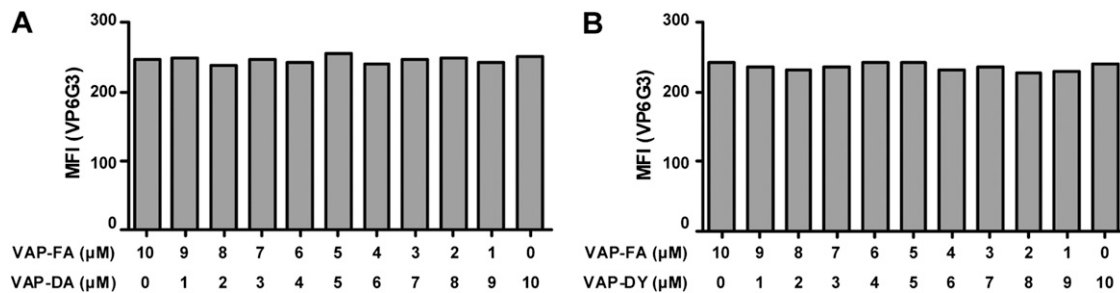 A
300
200
100
0
MFI (VP6G3)
VAP-FA (µM) 10 9 8 7 6 5 4 3 2 1 0
VAP-DA (µM) 0 1 2 3 4 5 6 7 8 9 10
B
300
200
100
0
MFI (VP6G3)
VAP-FA (µM) 10 9 8 7 6 5 4 3 2 1 0
VAP-DY (µM) 0 1 2 3 4 5 6 7 8 9 10